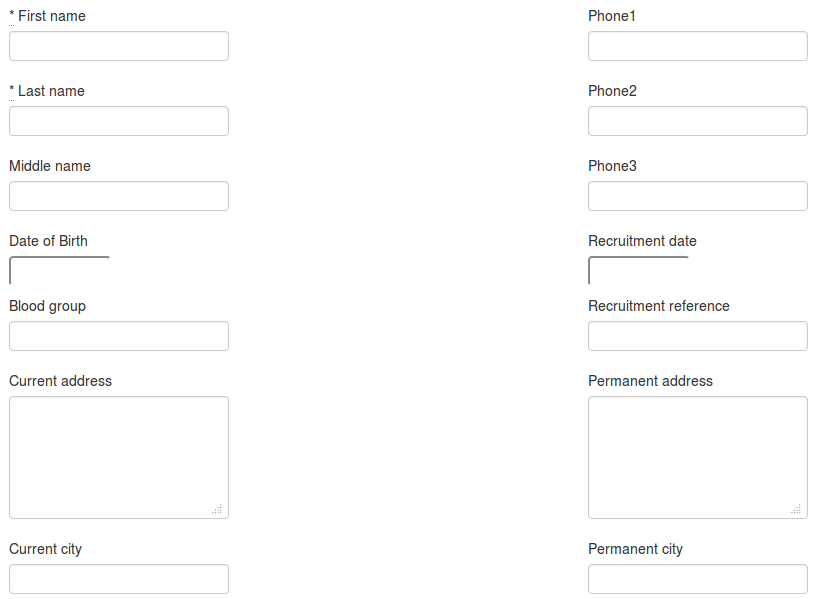 * First name
Phone1
* Last name
Phone2
Middle name
Phone3
Date of Birth
Recruitment date
Blood group
Recruitment reference
Current address
Permanent address
Current city
Permanent city